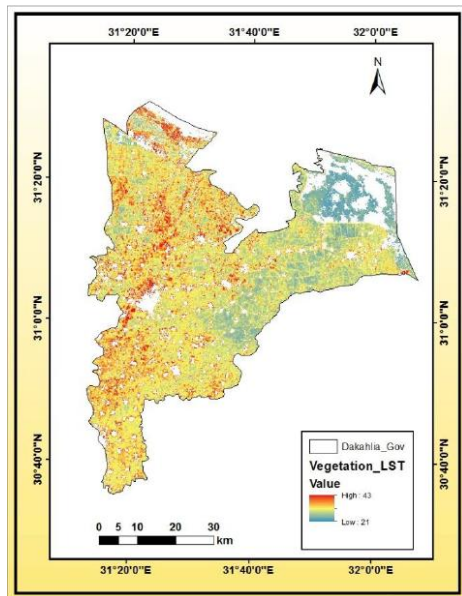 31°20'0"E 31°40'0"E 32°0'0"E
N
31°20'0"N 31°20'0"N
31°0'0"N 31°0'0"N
30°40'0"N 30°40'0"N
Dakahlia_Gov
Vegetation_LST
Value
High : 43
Low : 21
0 5 10 20 30
km
31°20'0"E 31°40'0"E 32°0'0"E